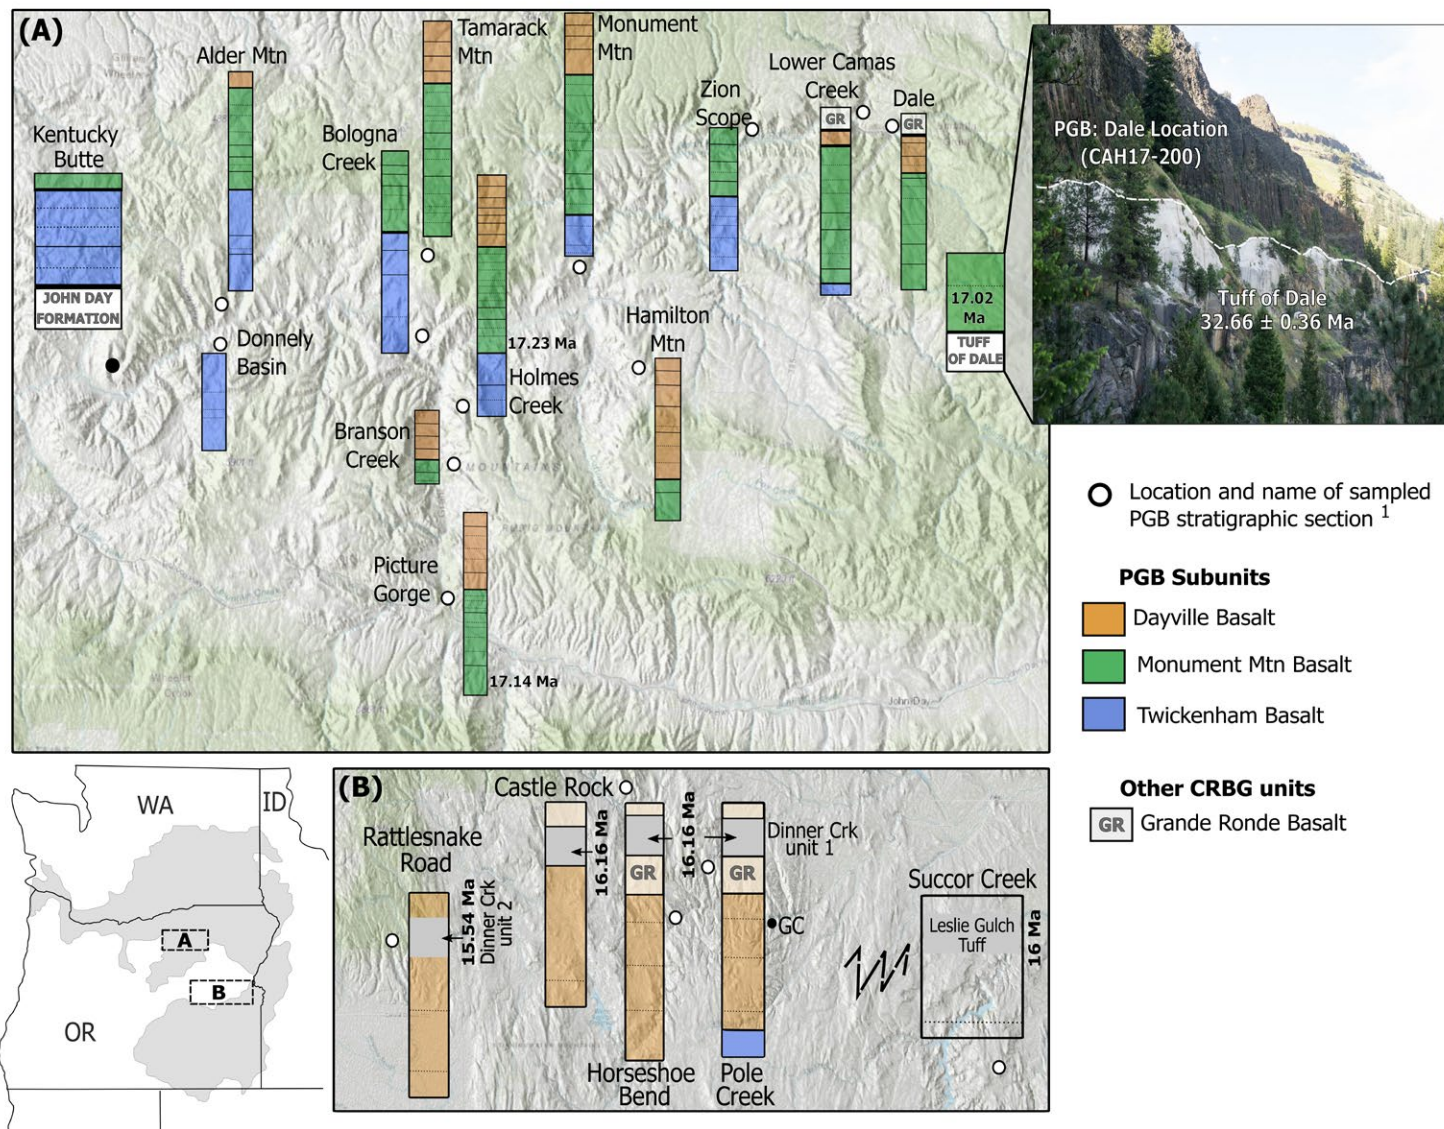 (A)
Kentucky
Butte
JOHN DAY
FORMATION
Alder Mtn
Donnely
Basin
Bologna
Creek
Tamarack
Mtn
17.23 Ma
Holmes
Creek
Branson
Creek
Picture
Gorge
17.14 Ma
Monument
Mtn
Hamilton
Mtn
Zion
Scope
Lower Camas
Creek
GR
Dale
GR
17.02
Ma
TUFF
OF DALE
MOUNTAINS
PGB: Dale Location
(CAH17-200)
Tuff of Dale
32.66 ± 0.36 Ma
Location and name of sampled
PGB stratigraphic section 1
PGB Subunits
Dayville Basalt
Monument Mtn Basalt
Twickenham Basalt
Other CRBG units
GR Grande Ronde Basalt
WA
ID
A
B
OR
(B)
Rattlesnake
Road
15.54 Ma
Dinner Crk
unit 2
Castle Rock
16.16 Ma
GR
Horseshoe
Bend
16.16 Ma
GR
Pole
Creek
Dinner Crk
unit 1
GC
Succor Creek
Leslie Gulch
Tuff
16 Ma